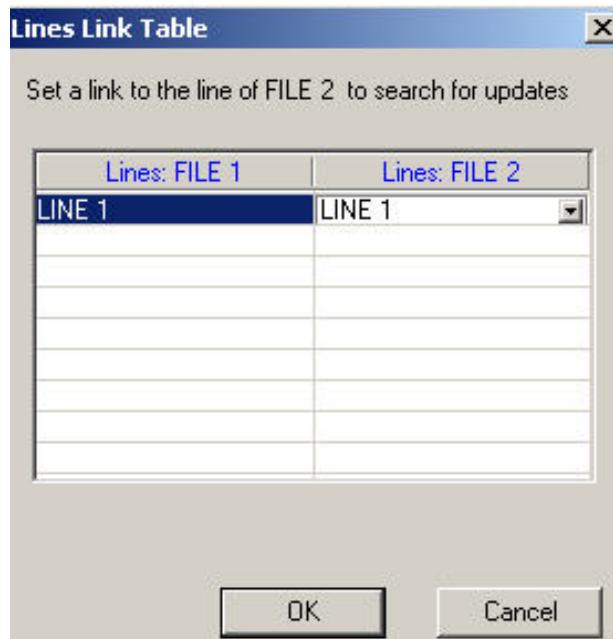 Lines Link Table
Set a link to the line of FILE 2 to search for updates
Lines: FILE 1 Lines: FILE 2
LINE 1 LINE 1
OK Cancel